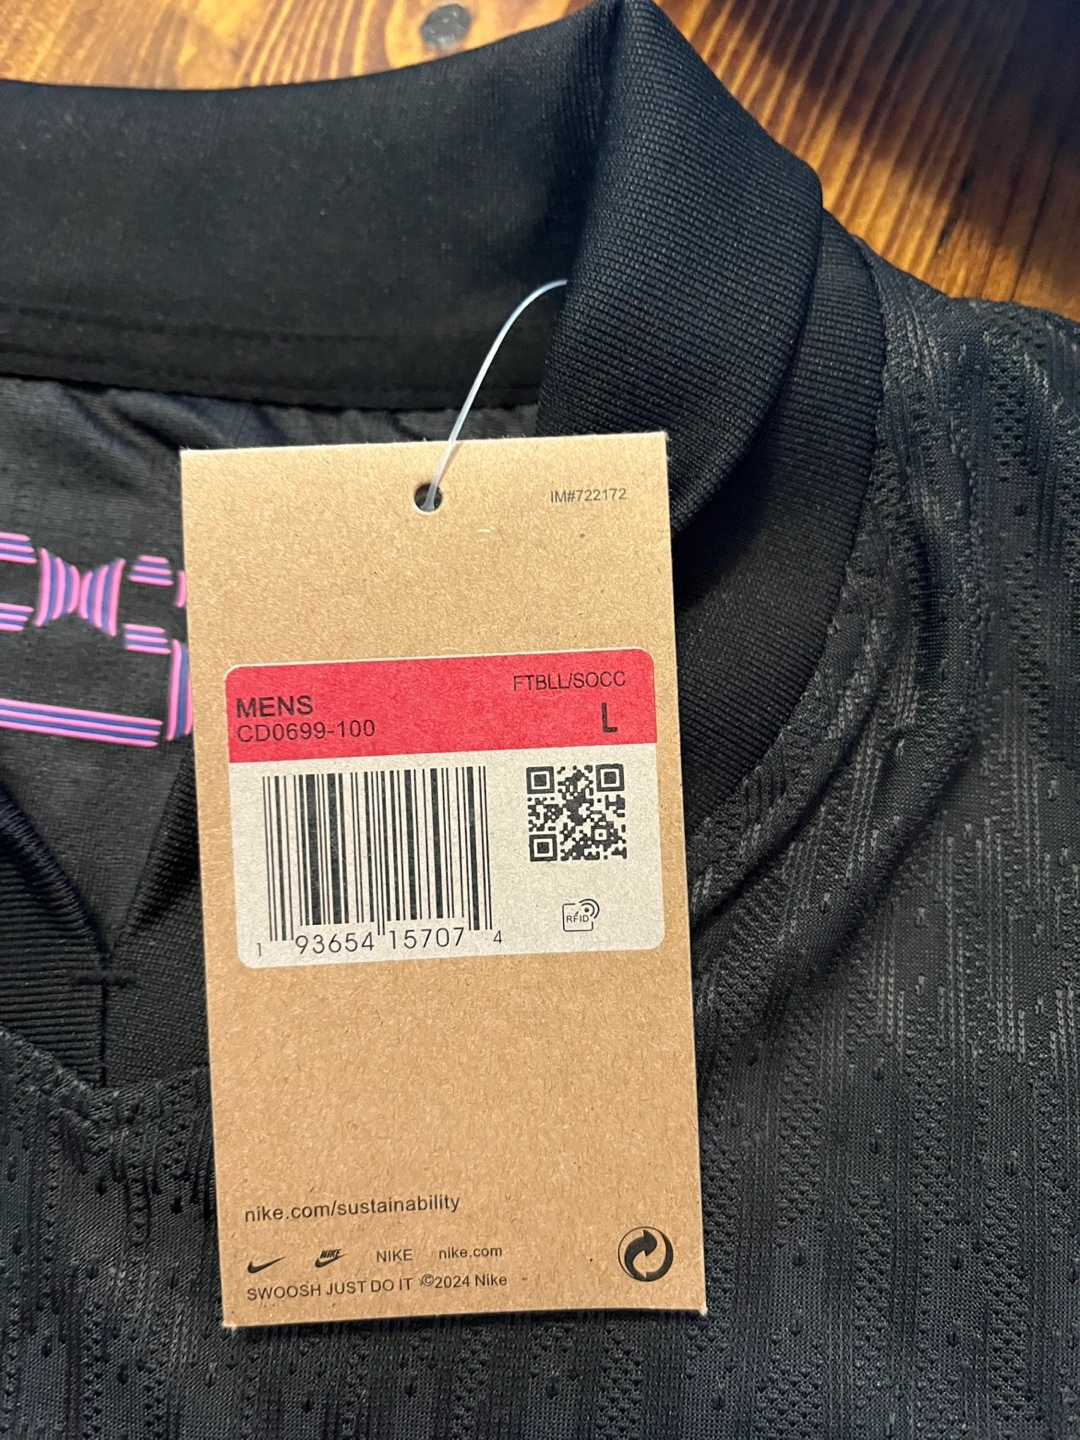 IM#722172
FTBLL/SOCC
MENS
CD0699-100
L
RFID
1 93654 15707 4
nike.com/sustainability
NIKE NIKE nike.com
SWOOSH JUST DO IT ©2024 Nike